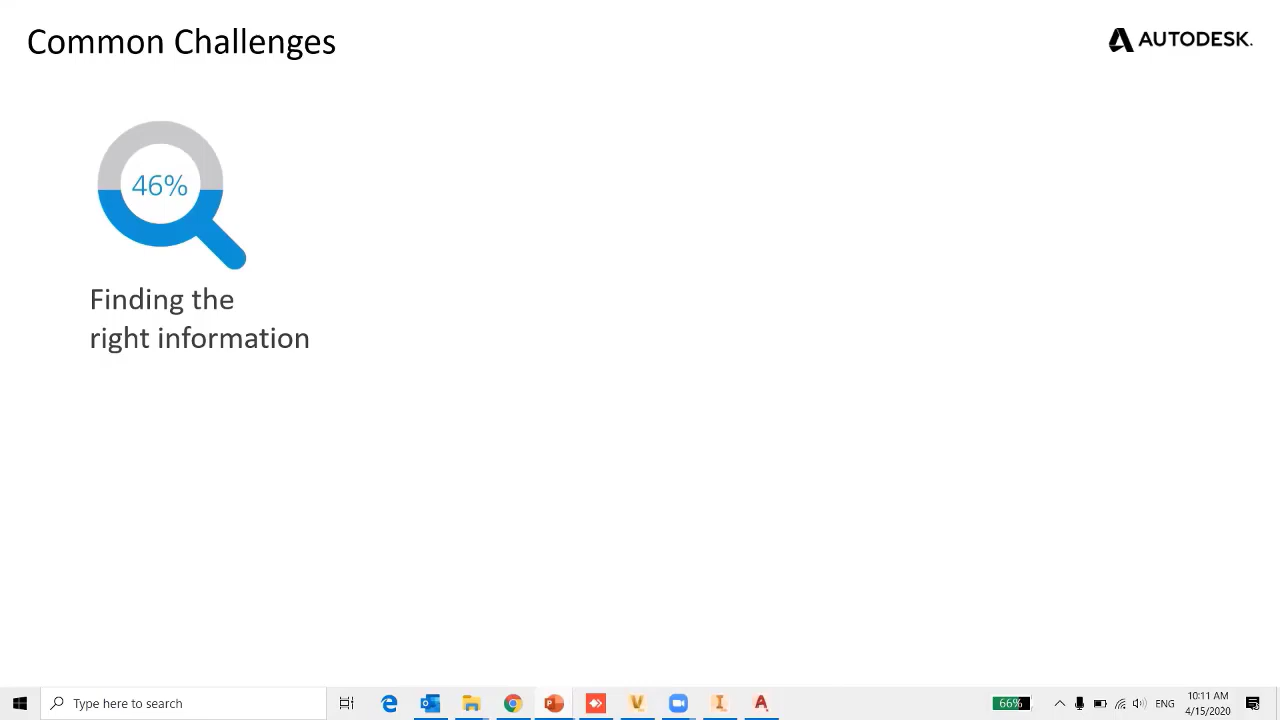 Common Challenges
AUTODESK.
46%
Finding the
right information
Type here to search
66%
ENG
10:11 AM
4/15/2020